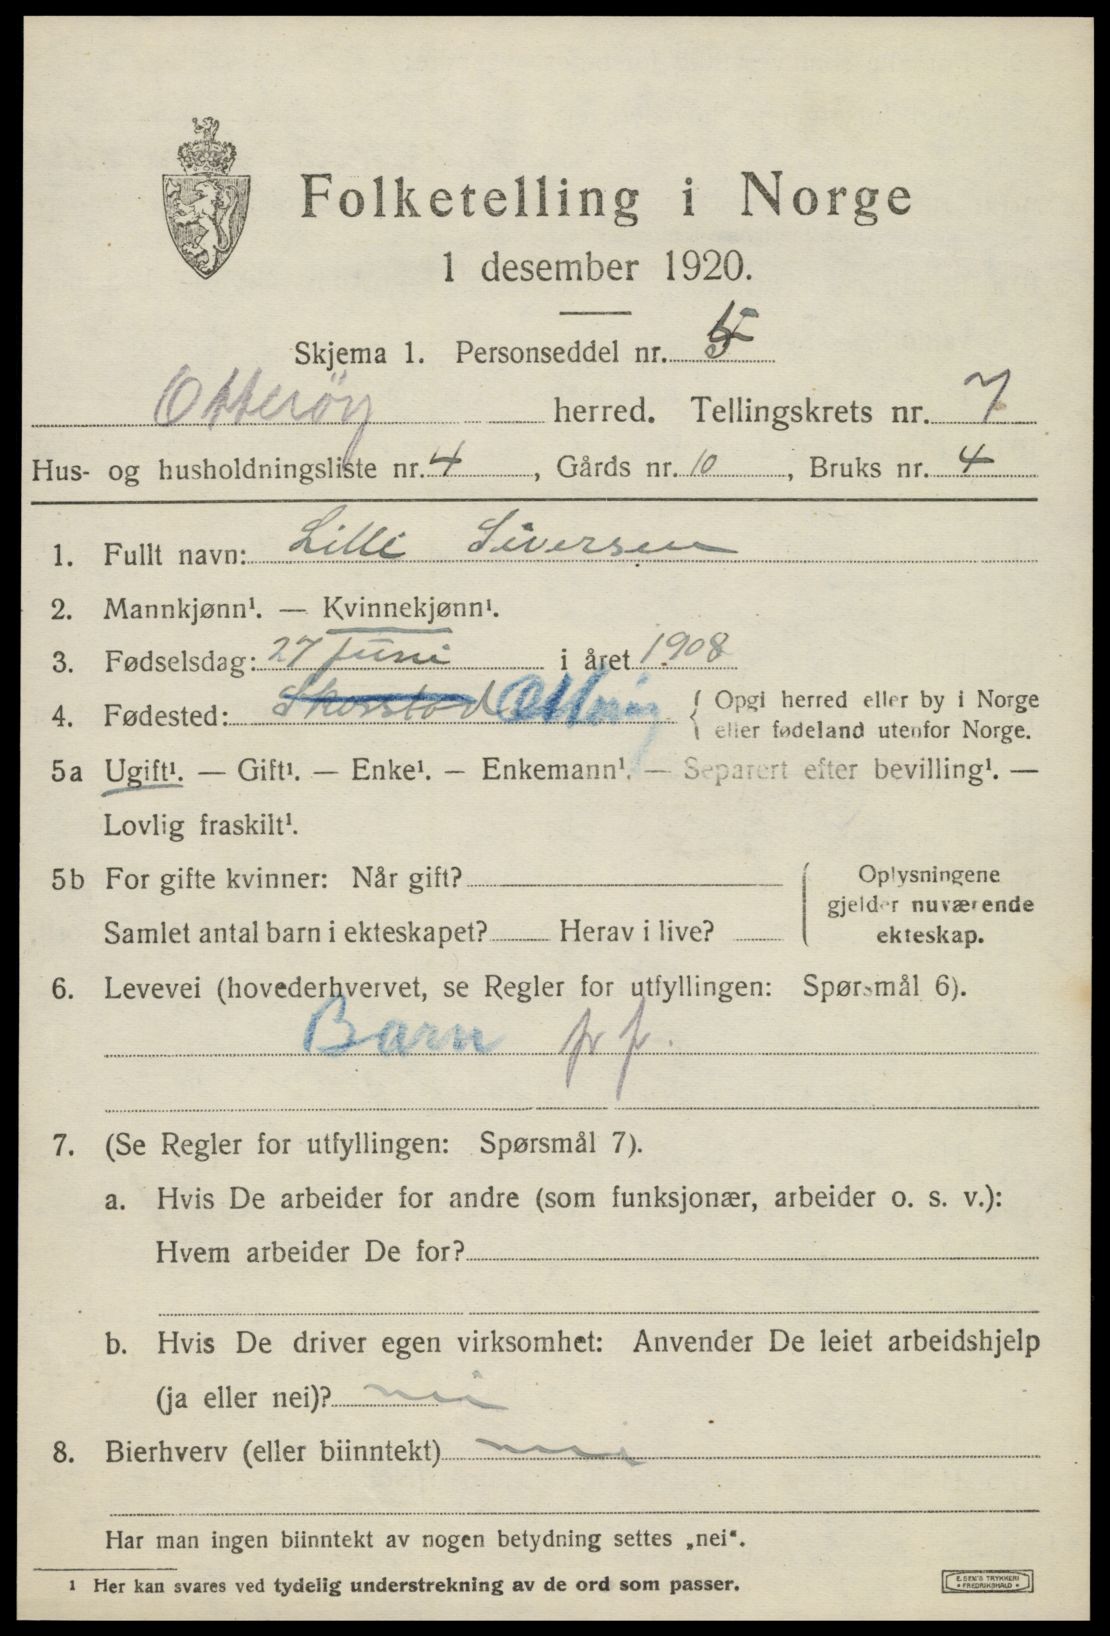 Folketelling i Norge
1 desember 1920.
Skjema 1. Personseddel nr. 5
Otterøy herred. Tellingskrets nr. 7
Hus- og husholdningsliste nr. 4, Gårds nr. 10, Bruks nr. 4
1. Fullt navn: Lilli Siversen
2. Mannkjønn¹. — Kvinnekjønn¹.
3. Fødselsdag: 27 juni i året 1908
4. Fødested: Otterøy { Opgi herred eller by i Norge
eller fødeland utenfor Norge.
5a Ugift¹. — Gift¹. — Enke¹. — Enkemann¹. — Separert efter bevilling¹. —
Lovlig fraskilt¹.
5b For gifte kvinner: Når gift?
Samlet antal barn i ekteskapet? Herav i live?
Oplysningene
gjelder nuværende
ekteskap.
6. Levevei (hovederhvervet, se Regler for utfyllingen: Spørsmål 6).
Barn pr p.
7. (Se Regler for utfyllingen: Spørsmål 7).
a. Hvis De arbeider for andre (som funksjonær, arbeider o. s. v.):
Hvem arbeider De for?
b. Hvis De driver egen virksomhet: Anvender De leiet arbeidshjelp
(ja eller nei)? nei
8. Bierhverv (eller biinntekt) nei
Har man ingen biinntekt av nogen betydning settes „nei".
1 Her kan svares ved tydelig understrekning av de ord som passer.
E. SEM'S TRYKKERI
• FREDRIKSHALD •